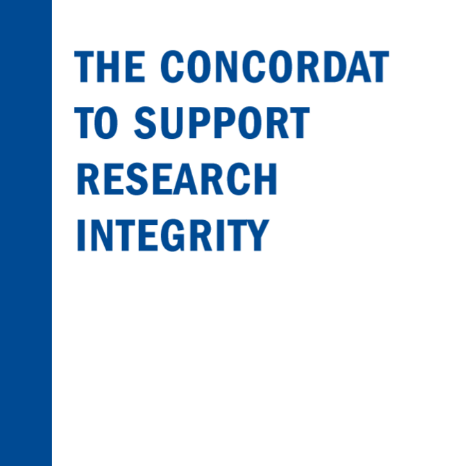 THE CONCORDAT
TO SUPPORT
RESEARCH
INTEGRITY